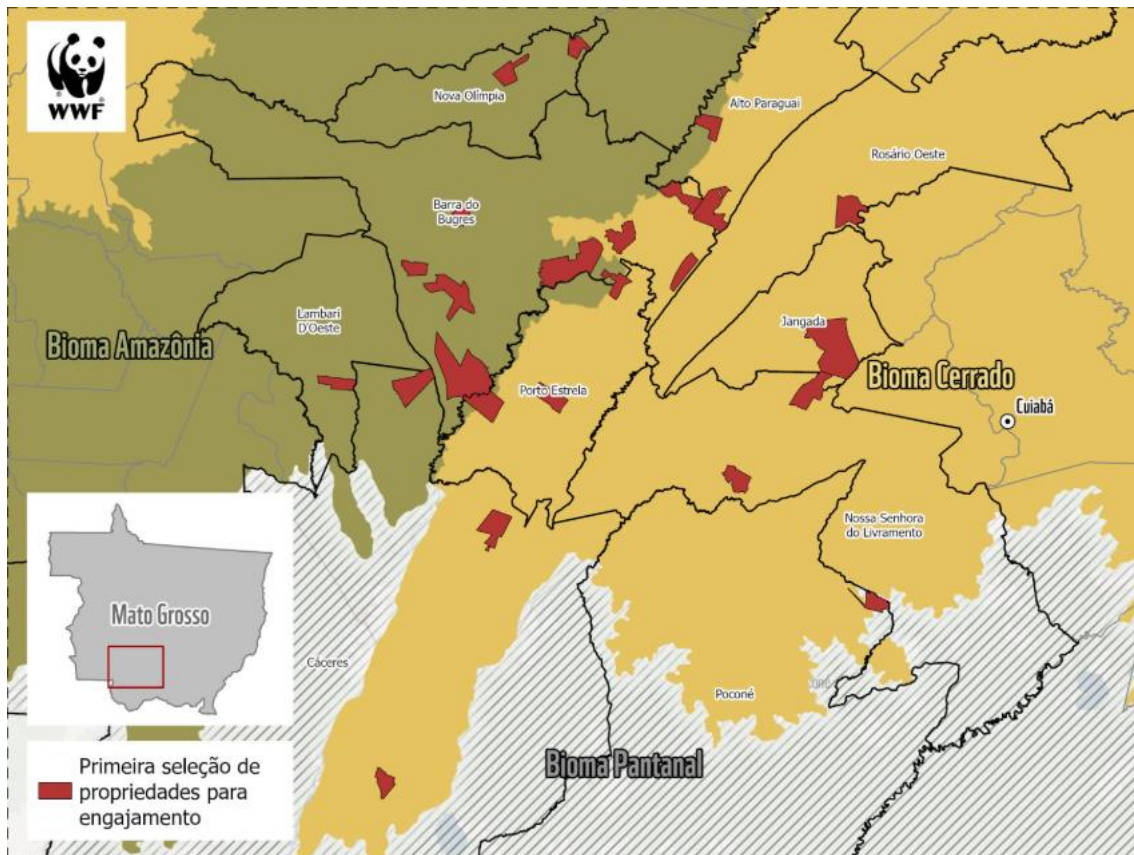 WWF
Nova Olímpia
Alto Paraguai
Rosário Oeste
Barra do
Bugres
Lambari
D'Oeste
Bioma Amazônia
Jangada
Bioma Cerrado
Porto Estrela
Cuiabá
Nossa Senhora
do Livramento
Mato Grosso
Cáceres
Poconé
Bioma Pantanal
Primeira seleção de
propriedades para
engajamento